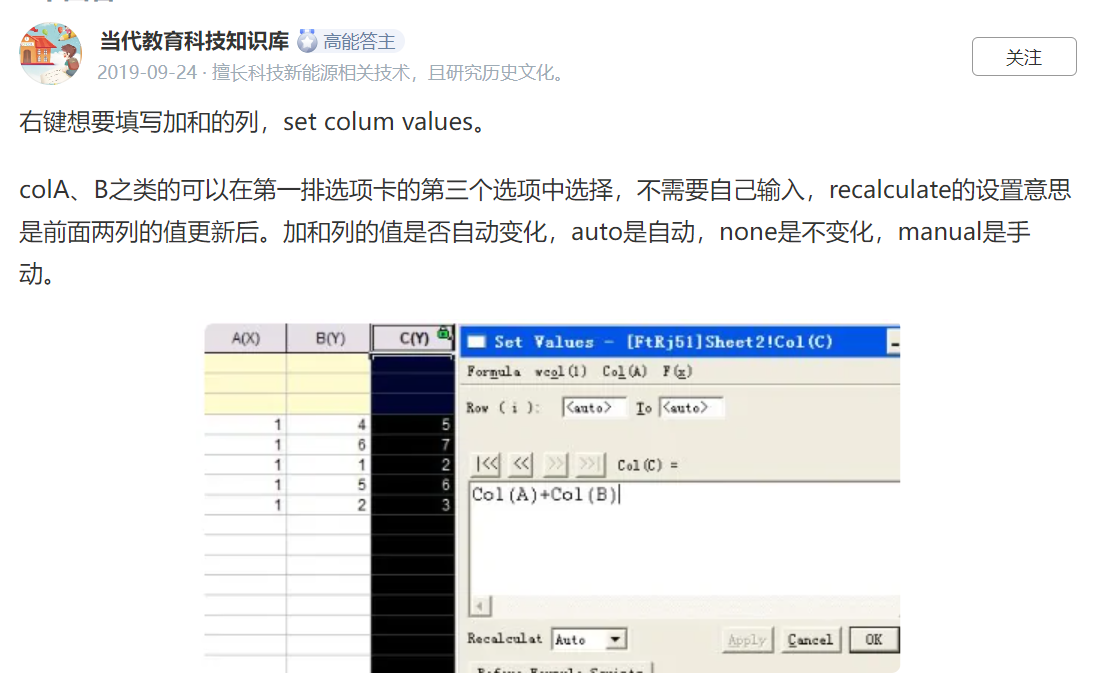 当代教育科技知识库 高能答主
2019-09-24 · 擅长科技新能源相关技术，且研究历史文化。
关注
右键想要填写加和的列，set colum values。
colA、B之类的可以在第一排选项卡的第三个选项中选择，不需要自己输入，recalculate的设置意思
是前面两列的值更新后。加和列的值是否自动变化，auto是自动，none是不变化，manual是手
动。
A(X) B(Y) C(Y)
1 4 5
1 6 7
1 1 2
1 5 6
1 2 3
Set Values - [FtRj51]Sheet2!Col(C)
Formula wcol(1) Col(A) F(x)
Row (i): <auto> To <auto>
|<< << >> >>| Col(C) =
Col(A)+Col(B)
Recalculat Auto Apply Cancel OK